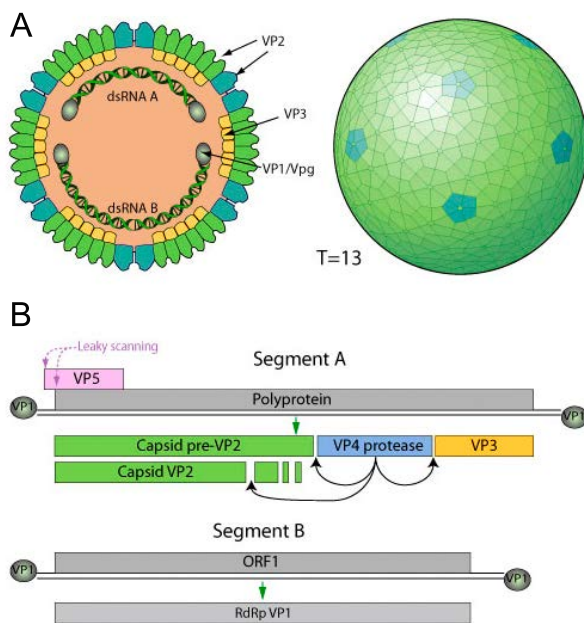 A
VP2
dsRNA A
VP3
VP1/Vpg
dsRNA B
T=13
B
Leaky scanning
Segment A
VP5
VP1 Polyprotein VP1
Capsid pre-VP2 VP4 protease VP3
Capsid VP2
Segment B
VP1 ORF1 VP1
RdRp VP1